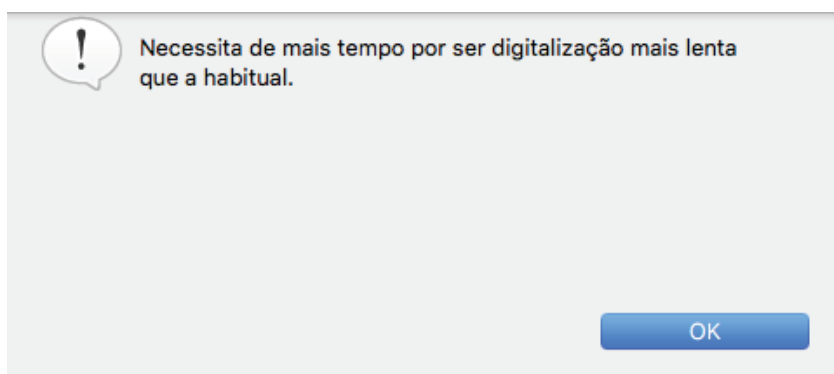 Necessita de mais tempo por ser digitalização mais lenta
que a habitual.
OK